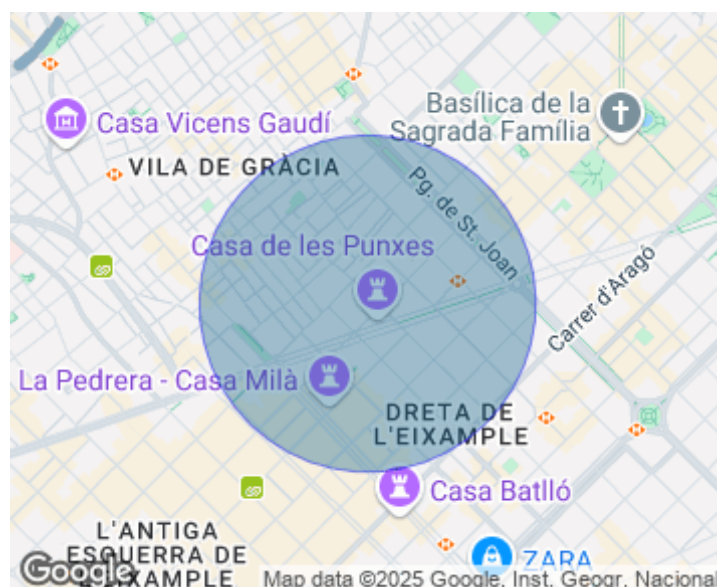 Basílica de la
Sagrada Família
Casa Vicens Gaudí
VILA DE GRÀCIA
Pg. de St. Joan
Casa de les Punxes
Carrer d'Aragó
La Pedrera - Casa Milà
DRETA DE
L'EIXAMPLE
Casa Batlló
L'ANTIGA
ESQUERRA DE
L'EIXAMPLE
ZARA
Google
Map data ©2025 Google, Inst. Geogr. Nacional